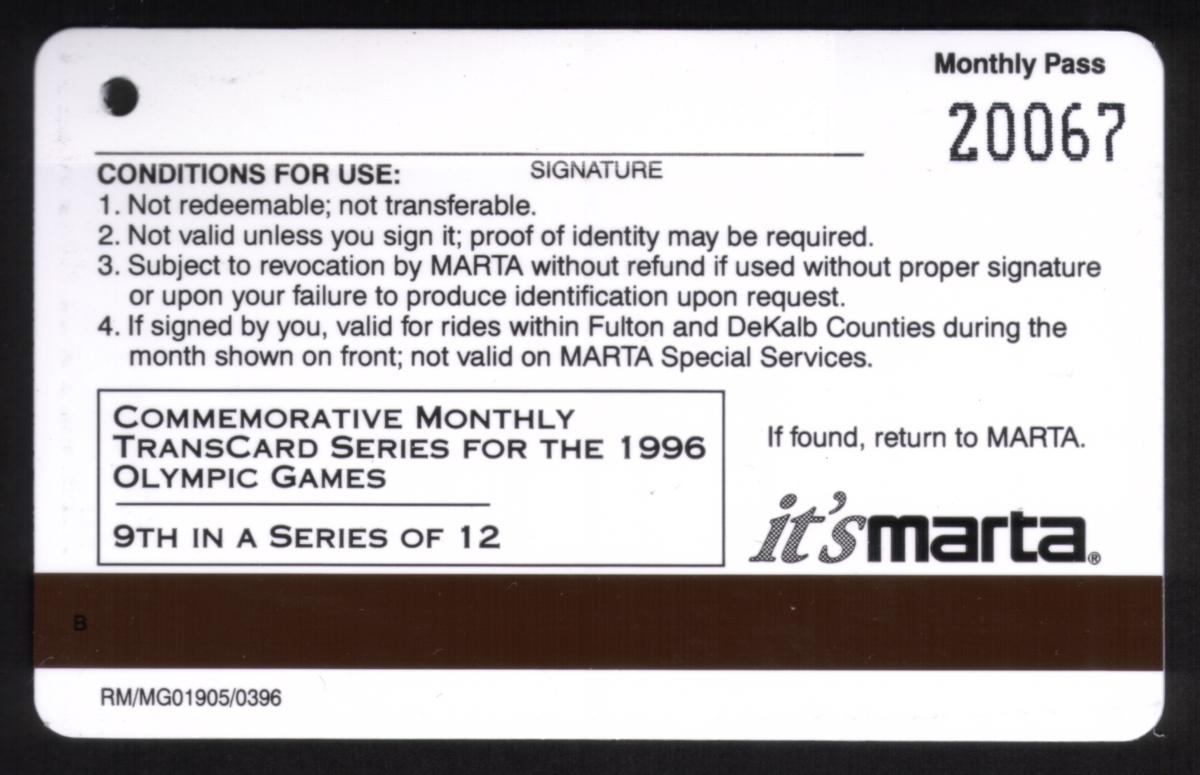 Monthly Pass
20067
SIGNATURE
CONDITIONS FOR USE:
1. Not redeemable; not transferable.
2. Not valid unless you sign it; proof of identity may be required.
3. Subject to revocation by MARTA without refund if used without proper signature
or upon your failure to produce identification upon request.
4. If signed by you, valid for rides within Fulton and DeKalb Counties during the
month shown on front; not valid on MARTA Special Services.
COMMEMORATIVE MONTHLY
TRANSCARD SERIES FOR THE 1996
OLYMPIC GAMES
9TH IN A SERIES OF 12
If found, return to MARTA.
it's marta®
B
RM/MG01905/0396